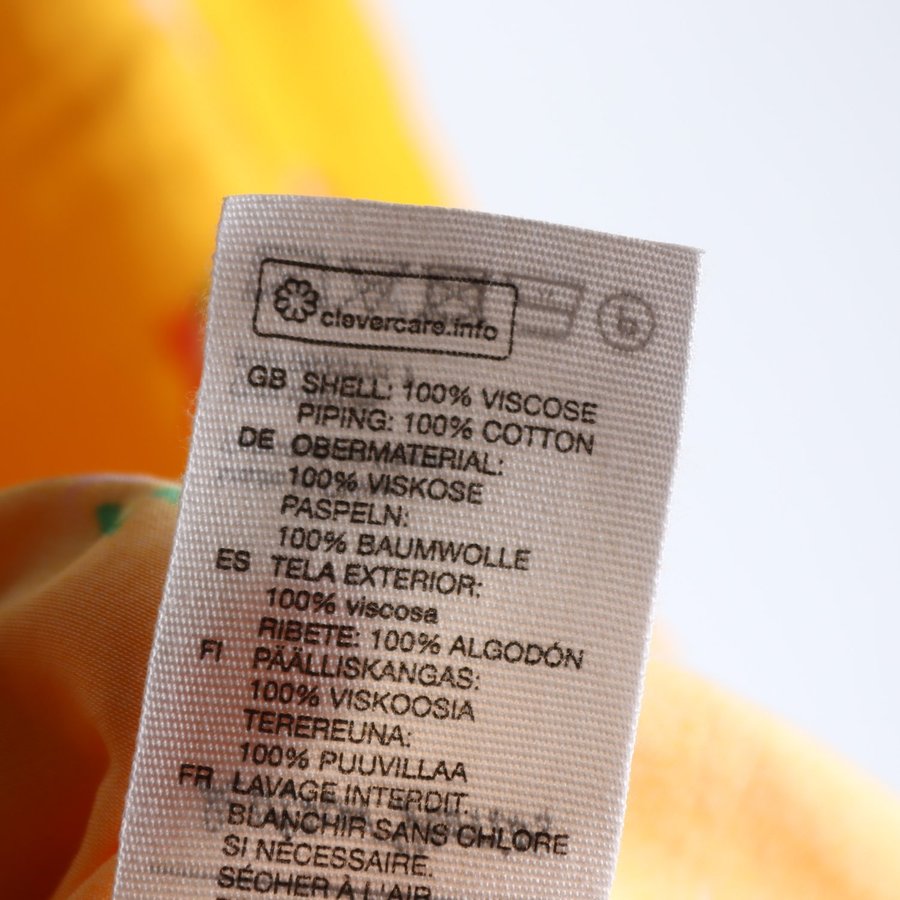 clevercare.info
GB SHELL: 100% VISCOSE
PIPING: 100% COTTON
DE OBERMATERIAL:
100% VISKOSE
PASPELN:
100% BAUMWOLLE
ES TELA EXTERIOR:
100% viscosa
RIBETE: 100% ALGODÓN
FI PÄÄLLISKANGAS:
100% VISKOOSIA
TEREREUNA:
100% PUUVILLAA
FR LAVAGE INTERDIT.
BLANCHIR SANS CHLORE
SI NÉCESSAIRE.
SÉCHER À L'AIR